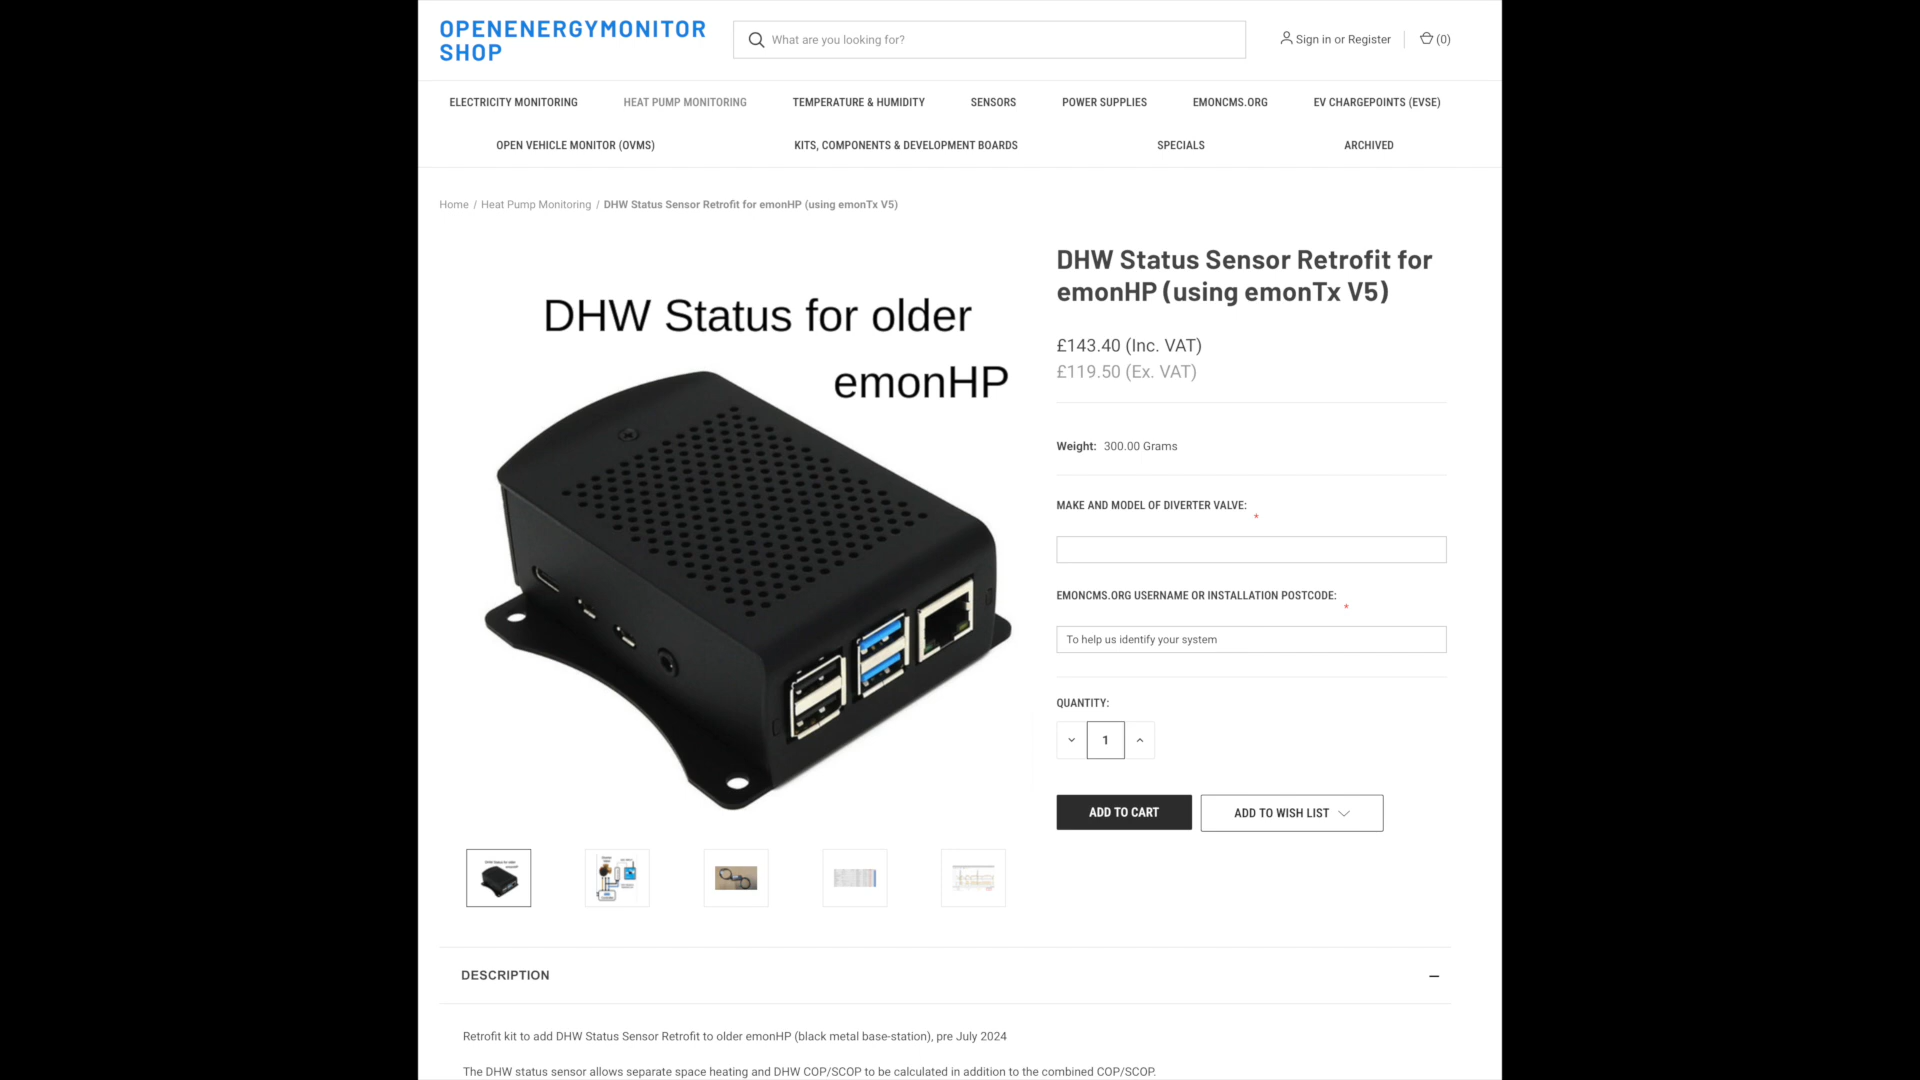 OPENENERGYMONITOR
SHOP
What are you looking for?
Sign in or Register
(0)
ELECTRICITY MONITORING
HEAT PUMP MONITORING
TEMPERATURE & HUMIDITY
SENSORS
POWER SUPPLIES
EMONCMS.ORG
EV CHARGEPOINTS (EVSE)
OPEN VEHICLE MONITOR (OVMS)
KITS, COMPONENTS & DEVELOPMENT BOARDS
SPECIALS
ARCHIVED
Home / Heat Pump Monitoring / DHW Status Sensor Retrofit for emonHP (using emonTx V5)
DHW Status for older
emonHP
DHW Status Sensor Retrofit for
emonHP (using emonTx V5)
£143.40 (Inc. VAT)
£119.50 (Ex. VAT)
Weight: 300.00 Grams
MAKE AND MODEL OF DIVERTER VALVE:
*
EMONCMS.ORG USERNAME OR INSTALLATION POSTCODE:
*
To help us identify your system
QUANTITY:
1
ADD TO CART
ADD TO WISH LIST
DHW Status for older
emonHP
DESCRIPTION
Retrofit kit to add DHW Status Sensor Retrofit to older emonHP (black metal base-station), pre July 2024
The DHW status sensor allows separate space heating and DHW COP/SCOP to be calculated in addition to the combined COP/SCOP.